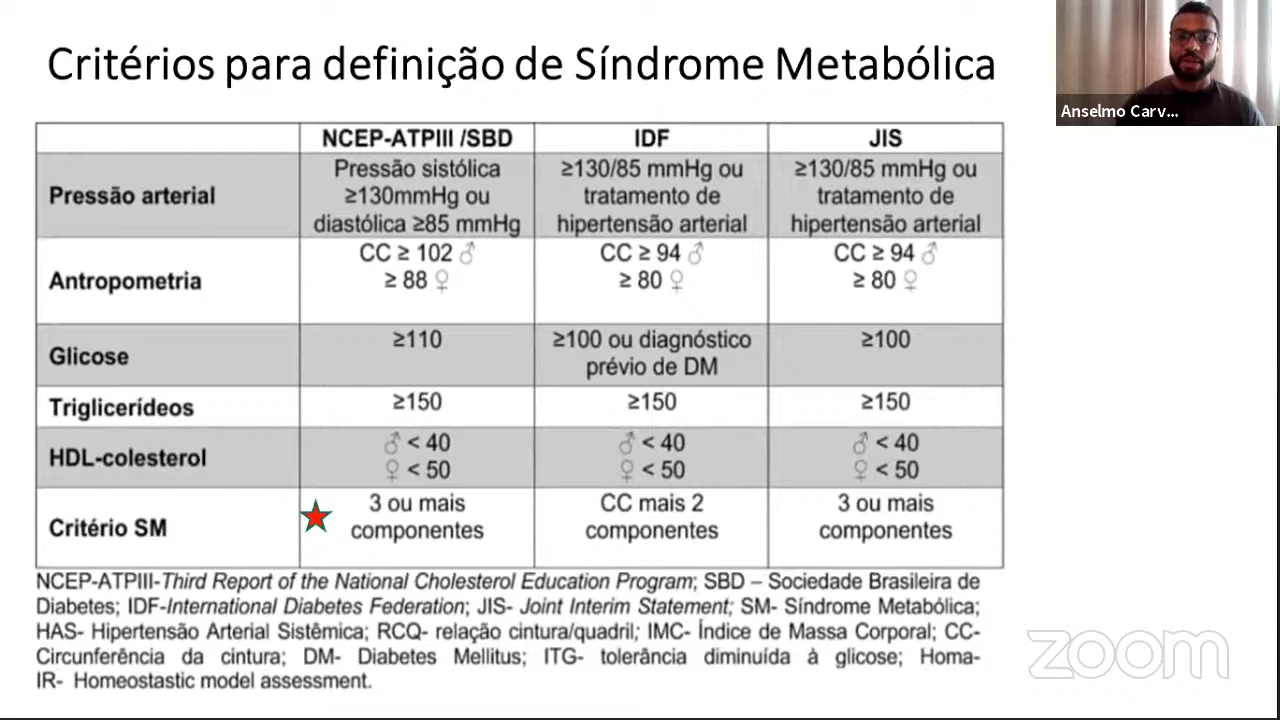 Critérios para definição de Síndrome Metabólica
Anselmo Carv...
NCEP-ATPIII /SBD IDF JIS
Pressão arterial
Pressão sistólica
≥130mmHg ou
diastólica ≥85 mmHg
≥130/85 mmHg ou
tratamento de
hipertensão arterial
≥130/85 mmHg ou
tratamento de
hipertensão arterial
Antropometria
CC ≥ 102 ♂
≥ 88 ♀
CC ≥ 94 ♂
≥ 80 ♀
CC ≥ 94 ♂
≥ 80 ♀
Glicose
≥110
≥100 ou diagnóstico
prévio de DM
≥100
Triglicerídeos
≥150
≥150
≥150
HDL-colesterol
♂ < 40
♀ < 50
♂ < 40
♀ < 50
♂ < 40
♀ < 50
Critério SM
3 ou mais
componentes
CC mais 2
componentes
3 ou mais
componentes
NCEP-ATPIII-Third Report of the National Cholesterol Education Program; SBD – Sociedade Brasileira de
Diabetes; IDF-International Diabetes Federation; JIS- Joint Interim Statement; SM- Síndrome Metabólica;
HAS- Hipertensão Arterial Sistêmica; RCQ- relação cintura/quadril; IMC- Índice de Massa Corporal; CC-
Circunferência da cintura; DM- Diabetes Mellitus; ITG- tolerância diminuída à glicose; Homa-
IR- Homeostastic model assessment.
zoom